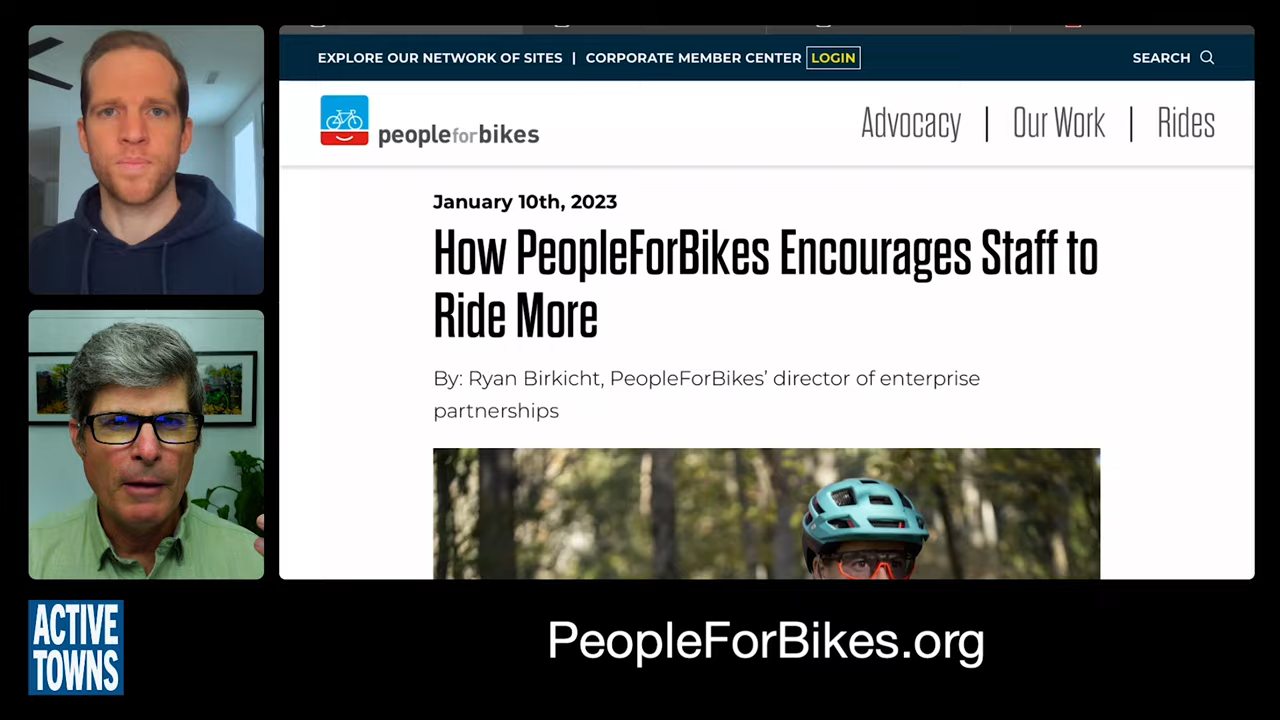 EXPLORE OUR NETWORK OF SITES | CORPORATE MEMBER CENTER LOGIN SEARCH
peopleforbikes Advocacy | Our Work | Rides
January 10th, 2023
How PeopleForBikes Encourages Staff to
Ride More
By: Ryan Birkicht, PeopleForBikes’ director of enterprise
partnerships
ACTIVE
TOWNS
PeopleForBikes.org